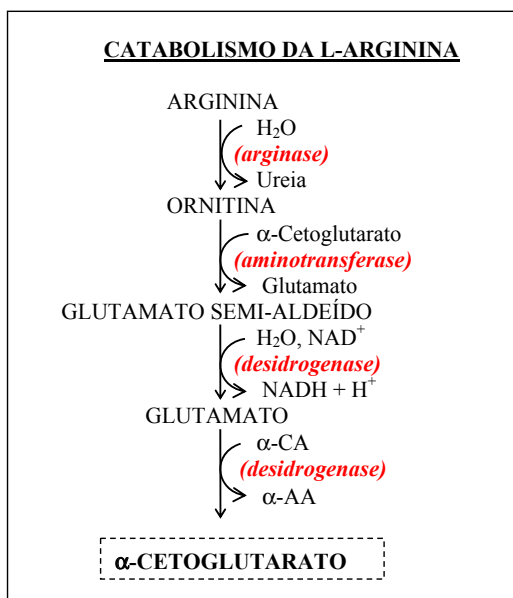 CATABOLISMO DA L-ARGININA
ARGININA
H₂O
(arginase)
Ureia
ORNITINA
α-Cetoglutarato
(aminotransferase)
Glutamato
GLUTAMATO SEMI-ALDEÍDO
H₂O, NAD⁺
(desidrogenase)
NADH + H⁺
GLUTAMATO
α-CA
(desidrogenase)
α-AA
α-CETOGLUTARATO